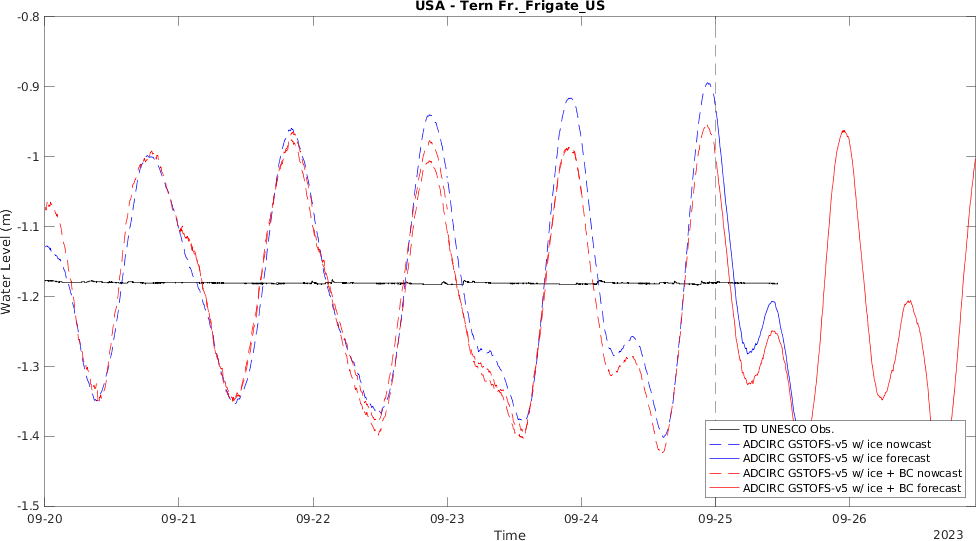 USA - Tern Fr._Frigate_US
-0.8
-0.9
-1
-1.1
-1.2
-1.3
-1.4
-1.5
Water Level (m)
TD UNESCO Obs.
ADCIRC GSTOFS-v5 w/ ice nowcast
ADCIRC GSTOFS-v5 w/ ice forecast
ADCIRC GSTOFS-v5 w/ ice + BC nowcast
ADCIRC GSTOFS-v5 w/ ice + BC forecast
09-20 09-21 09-22 09-23 09-24 09-25 09-26
Time
2023